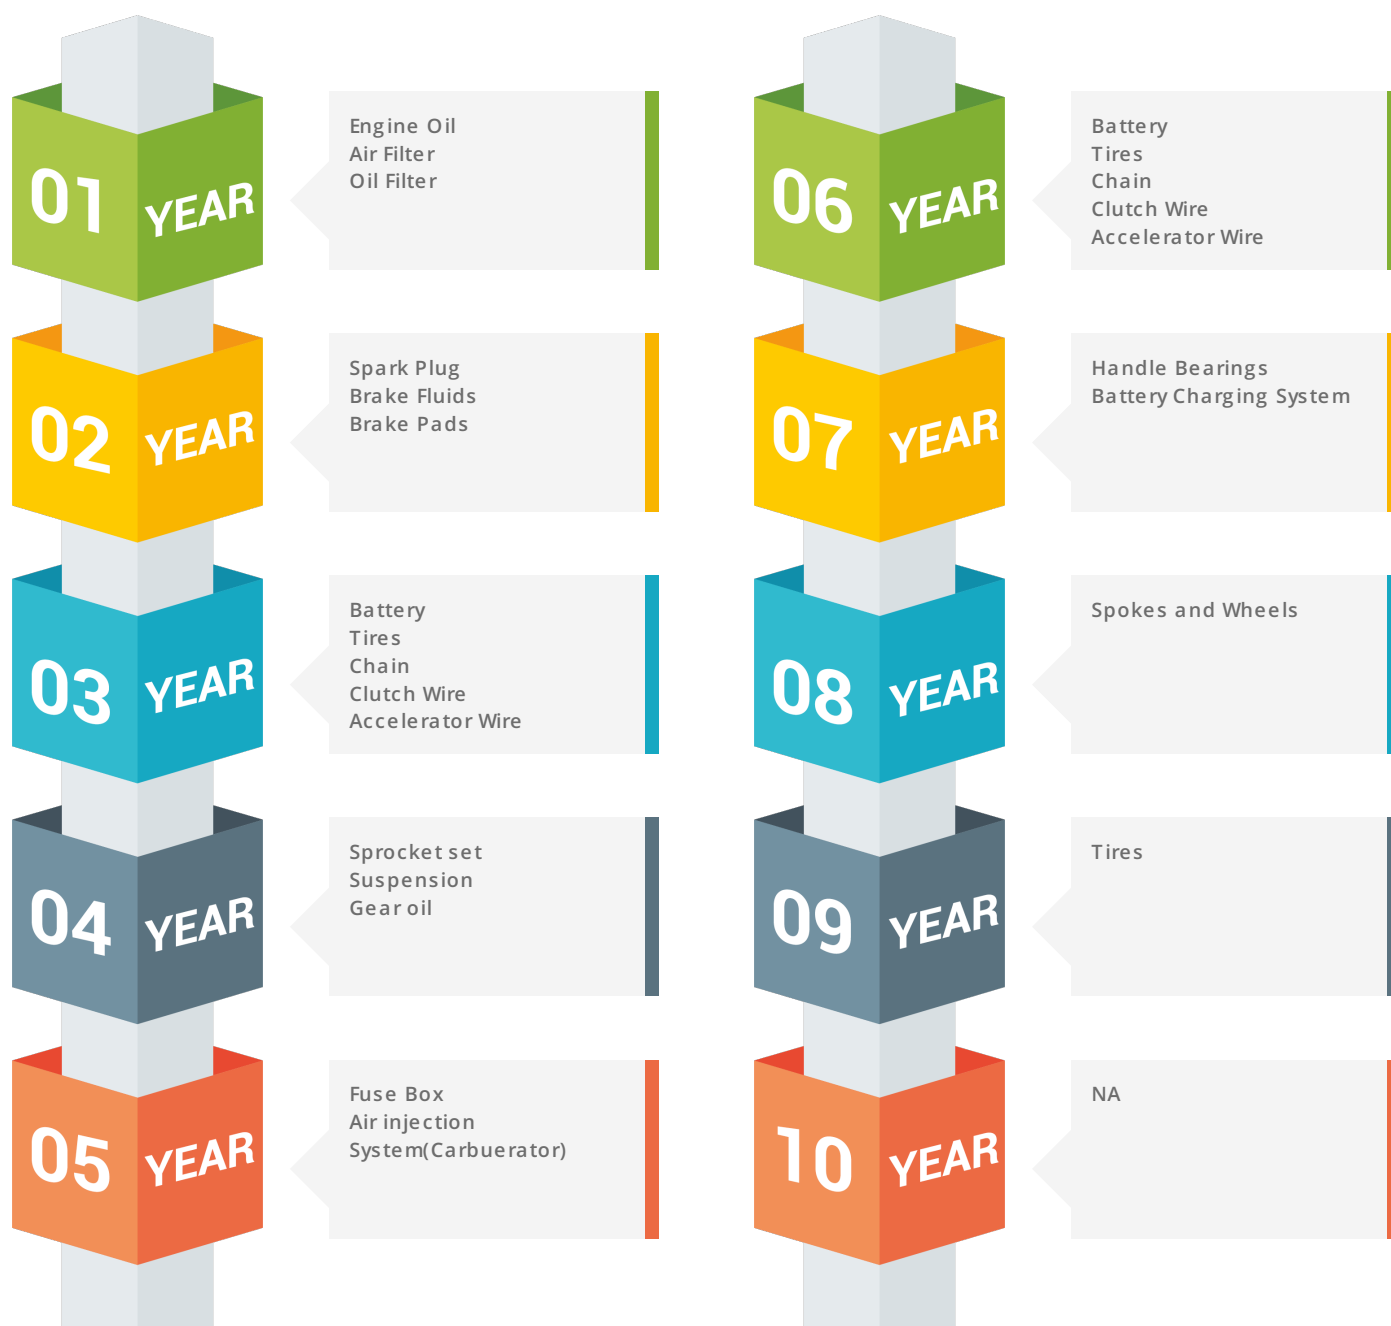 01 YEAR
Engine Oil
Air Filter
Oil Filter
02 YEAR
Spark Plug
Brake Fluids
Brake Pads
03 YEAR
Battery
Tires
Chain
Clutch Wire
Accelerator Wire
04 YEAR
Sprocket set
Suspension
Gear oil
05 YEAR
Fuse Box
Air injection
System(Carbuerator)
06 YEAR
Battery
Tires
Chain
Clutch Wire
Accelerator Wire
07 YEAR
Handle Bearings
Battery Charging System
08 YEAR
Spokes and Wheels
09 YEAR
Tires
10 YEAR
NA